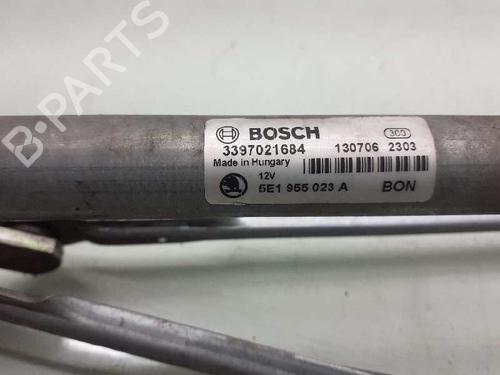 B-PARTS
BOSCH 300
3397021684 130706 2303
Made in Hungary
12V
5E1 955 023 A BON